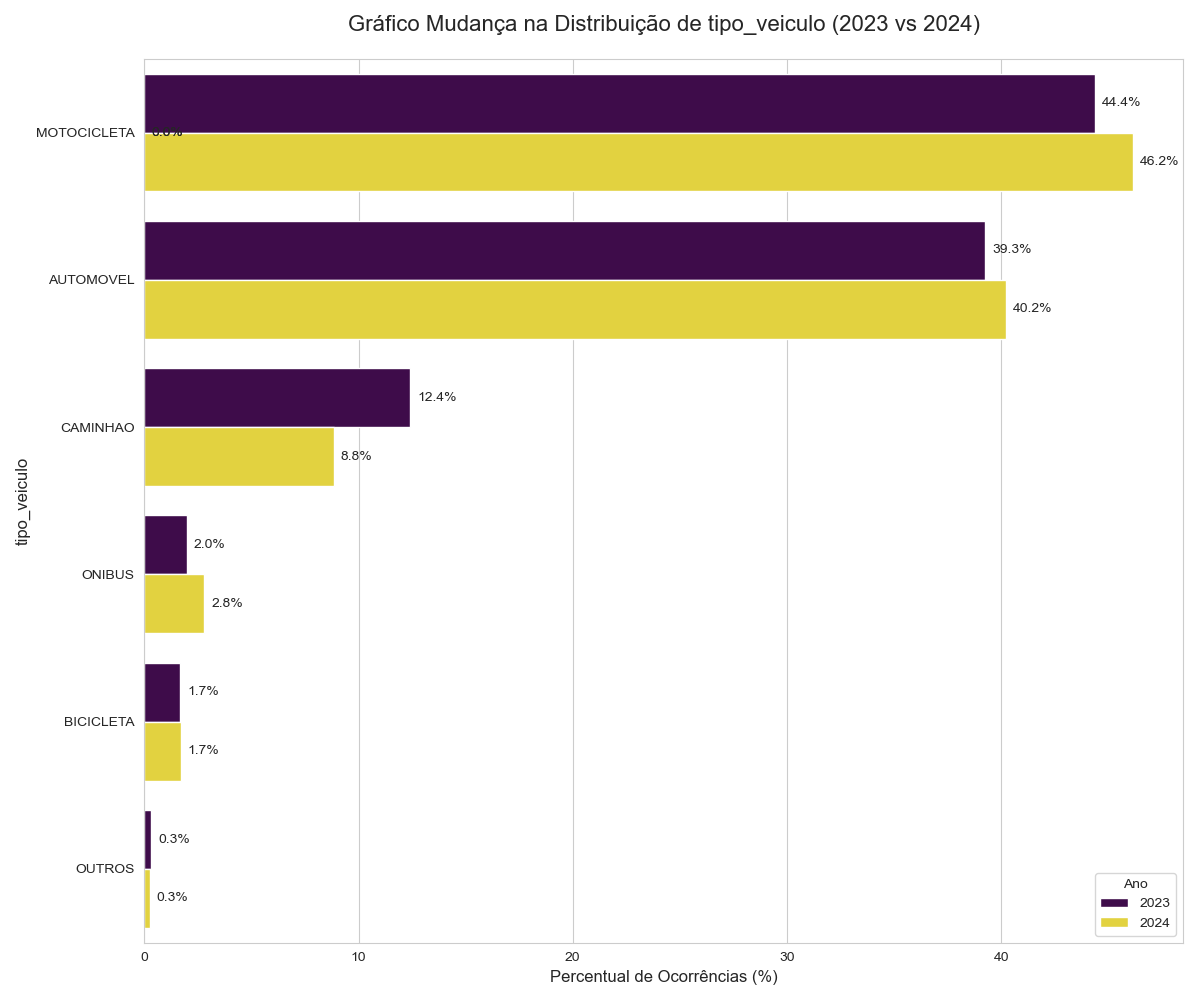 Gráfico Mudança na Distribuição de tipo_veiculo (2023 vs 2024)
tipo_veiculo
MOTOCICLETA
0.0%
44.4%
46.2%
AUTOMOVEL
39.3%
40.2%
CAMINHAO
12.4%
8.8%
ONIBUS
2.0%
2.8%
BICICLETA
1.7%
1.7%
OUTROS
0.3%
0.3%
Ano
2023
2024
0 10 20 30 40
Percentual de Ocorrências (%)